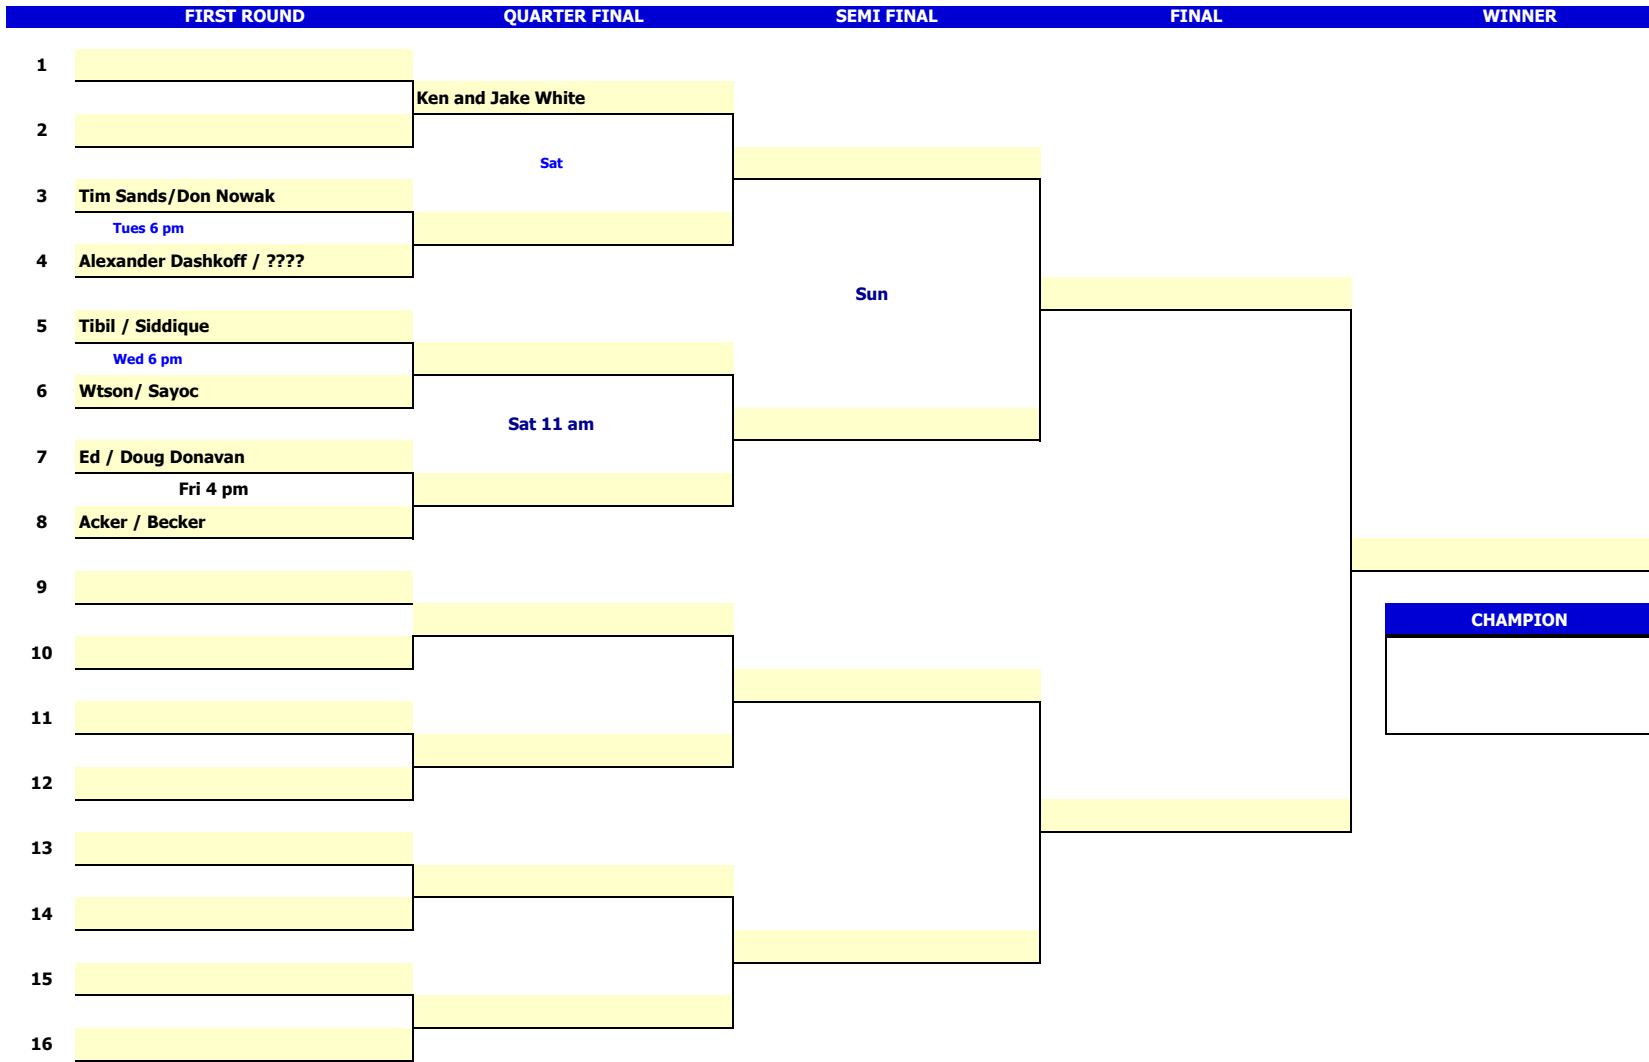 FIRST ROUND QUARTER FINAL SEMI FINAL FINAL WINNER
1
Ken and Jake White
2
Sat
3 Tim Sands/Don Nowak
Tues 6 pm
4 Alexander Dashkoff / ????
Sun
5 Tibil / Siddique
Wed 6 pm
6 Wtson/ Sayoc
Sat 11 am
7 Ed / Doug Donavan
Fri 4 pm
8 Acker / Becker
9
CHAMPION
10
11
12
13
14
15
16